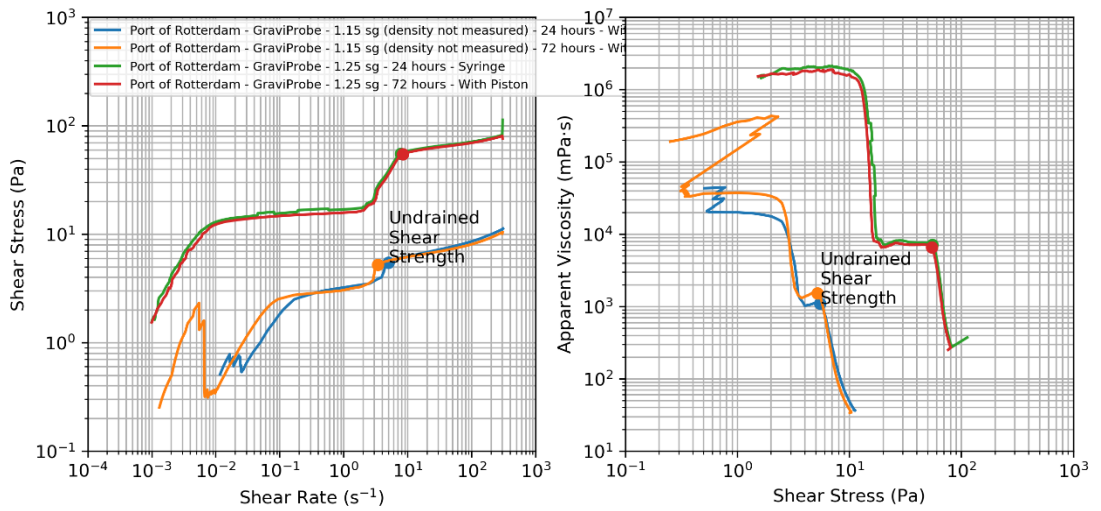 Port of Rotterdam - GraviProbe - 1.15 sg (density not measured) - 24 hours - Wi
Port of Rotterdam - GraviProbe - 1.15 sg (density not measured) - 72 hours - Wi
Port of Rotterdam - GraviProbe - 1.25 sg - 24 hours - Syringe
Port of Rotterdam - GraviProbe - 1.25 sg - 72 hours - With Piston
Shear Stress (Pa)
10³
10²
10¹
10⁰
10⁻¹
Undrained
Shear
Strength
10⁻⁴
10⁻³
10⁻²
10⁻¹
10⁰
10¹
10²
10³
Shear Rate (s⁻¹)
Apparent Viscosity (mPa·s)
10⁷
10⁶
10⁵
10⁴
10³
10²
10¹
Undrained
Shear
Strength
10⁻¹
10⁰
10¹
10²
10³
Shear Stress (Pa)